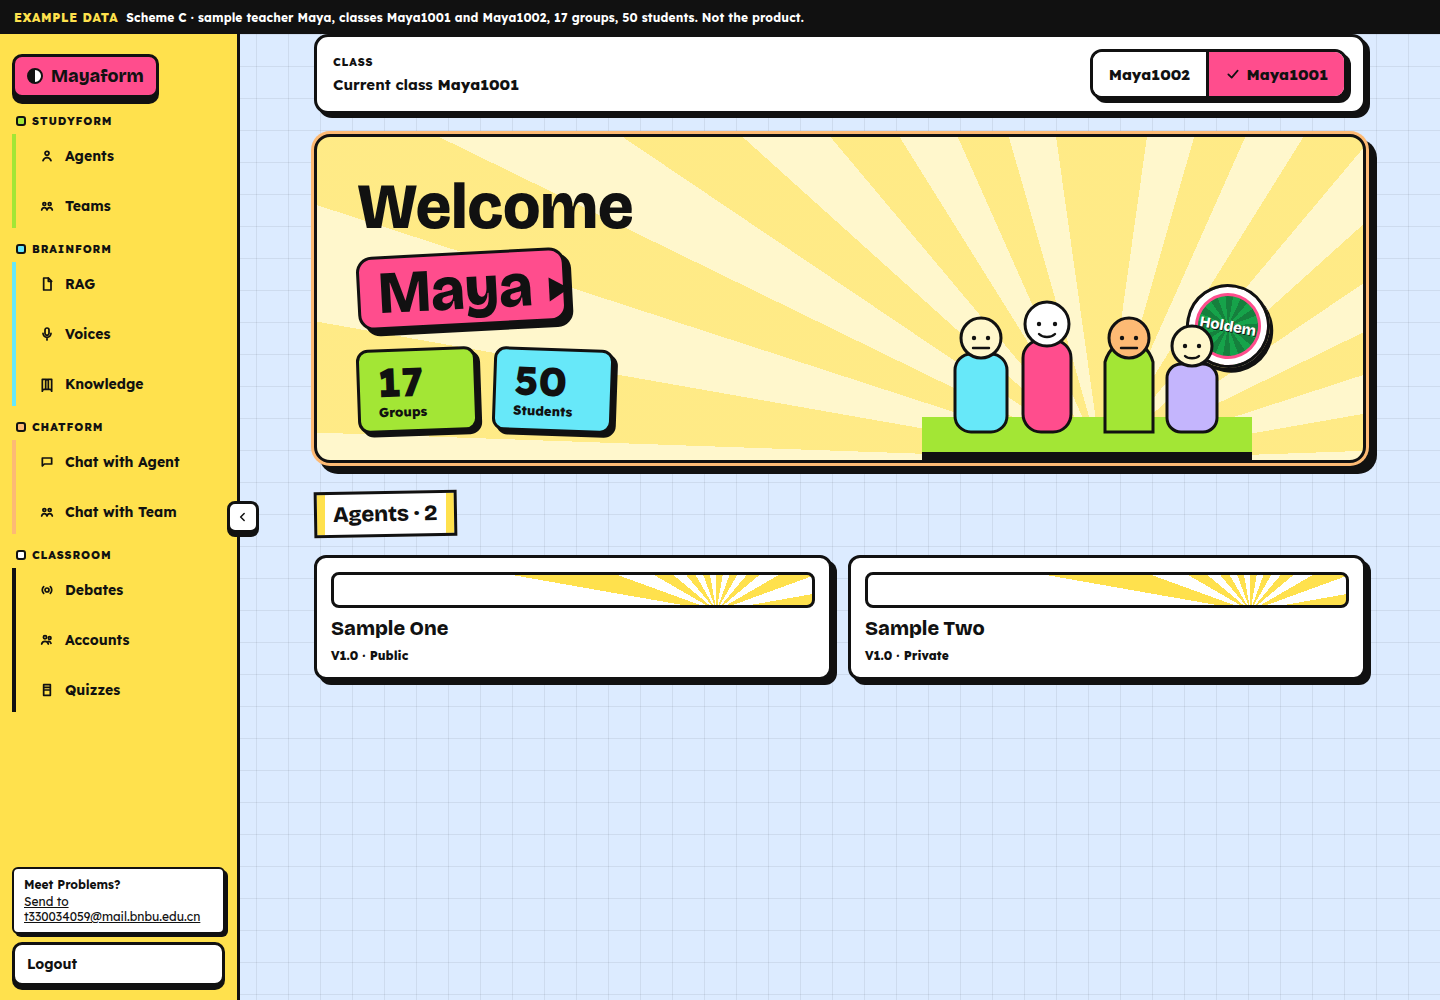 EXAMPLE DATA Scheme C · sample teacher Maya, classes Maya1001 and Maya1002, 17 groups, 50 students. Not the product.
Mayaform
STUDYFORM
Agents
Teams
BRAINFORM
RAG
Voices
Knowledge
CHATFORM
Chat with Agent
Chat with Team
CLASSROOM
Debates
Accounts
Quizzes
Meet Problems?
Send to
t330034059@mail.bnbu.edu.cn
Logout
CLASS
Current class Maya1001
Maya1002
Maya1001
Welcome
Maya
17
Groups
50
Students
Holdem
Agents · 2
Sample One
V1.0 · Public
Sample Two
V1.0 · Private